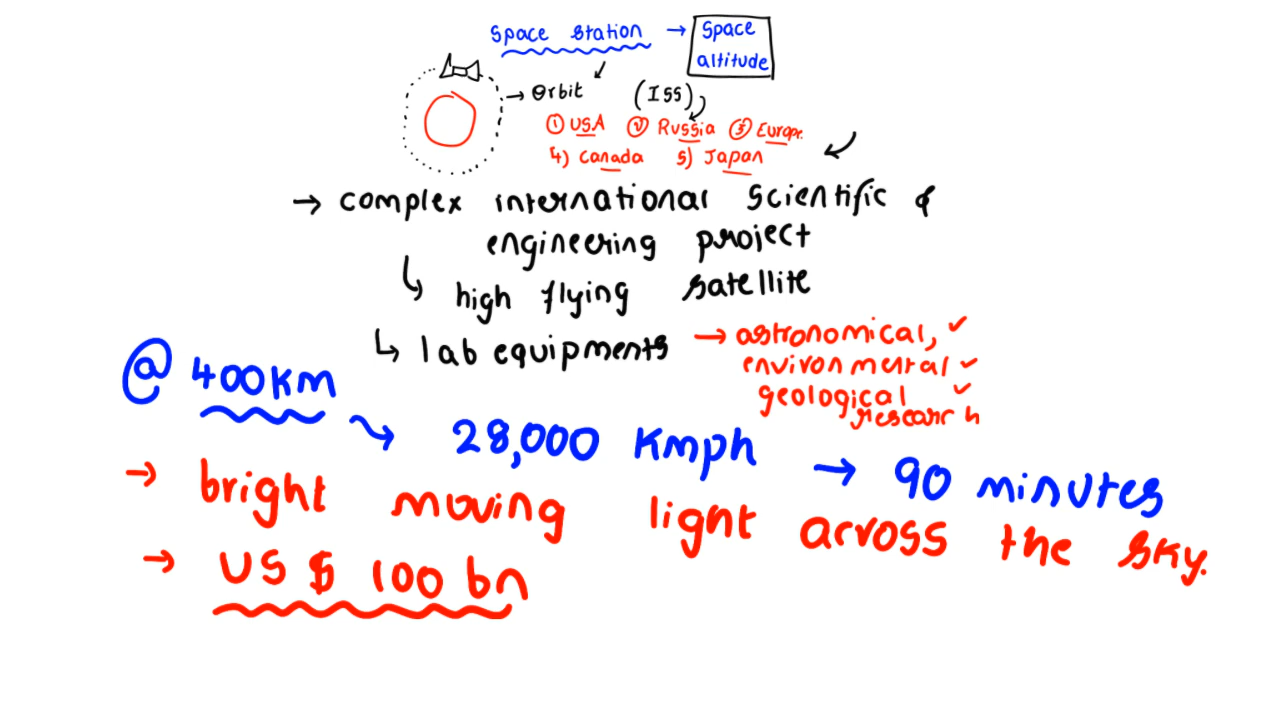 Space Station → Space altitude
→ Orbit (ISS)
① USA ② Russia ③ Europe.
4) Canada 5) Japan
→ complex international scientific &
engineering project
↳ high flying satellite
↳ lab equipments → astronomical, ✓
environmental ✓
geological ✓
research
@ 400km
28,000 Kmph → 90 minutes
→ bright moving light across the sky.
→ US $ 100 bn